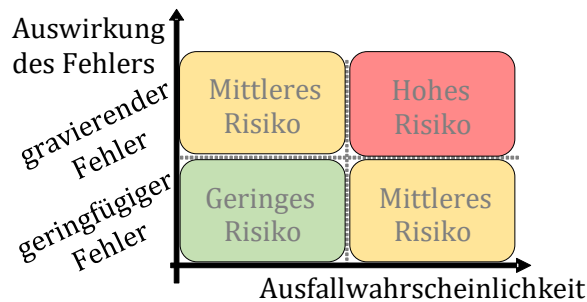 Auswirkung
des Fehlers
gravierender
Fehler
geringfügiger
Fehler
Mittleres
Risiko
Hohes
Risiko
Geringes
Risiko
Mittleres
Risiko
Ausfallwahrscheinlichkeit